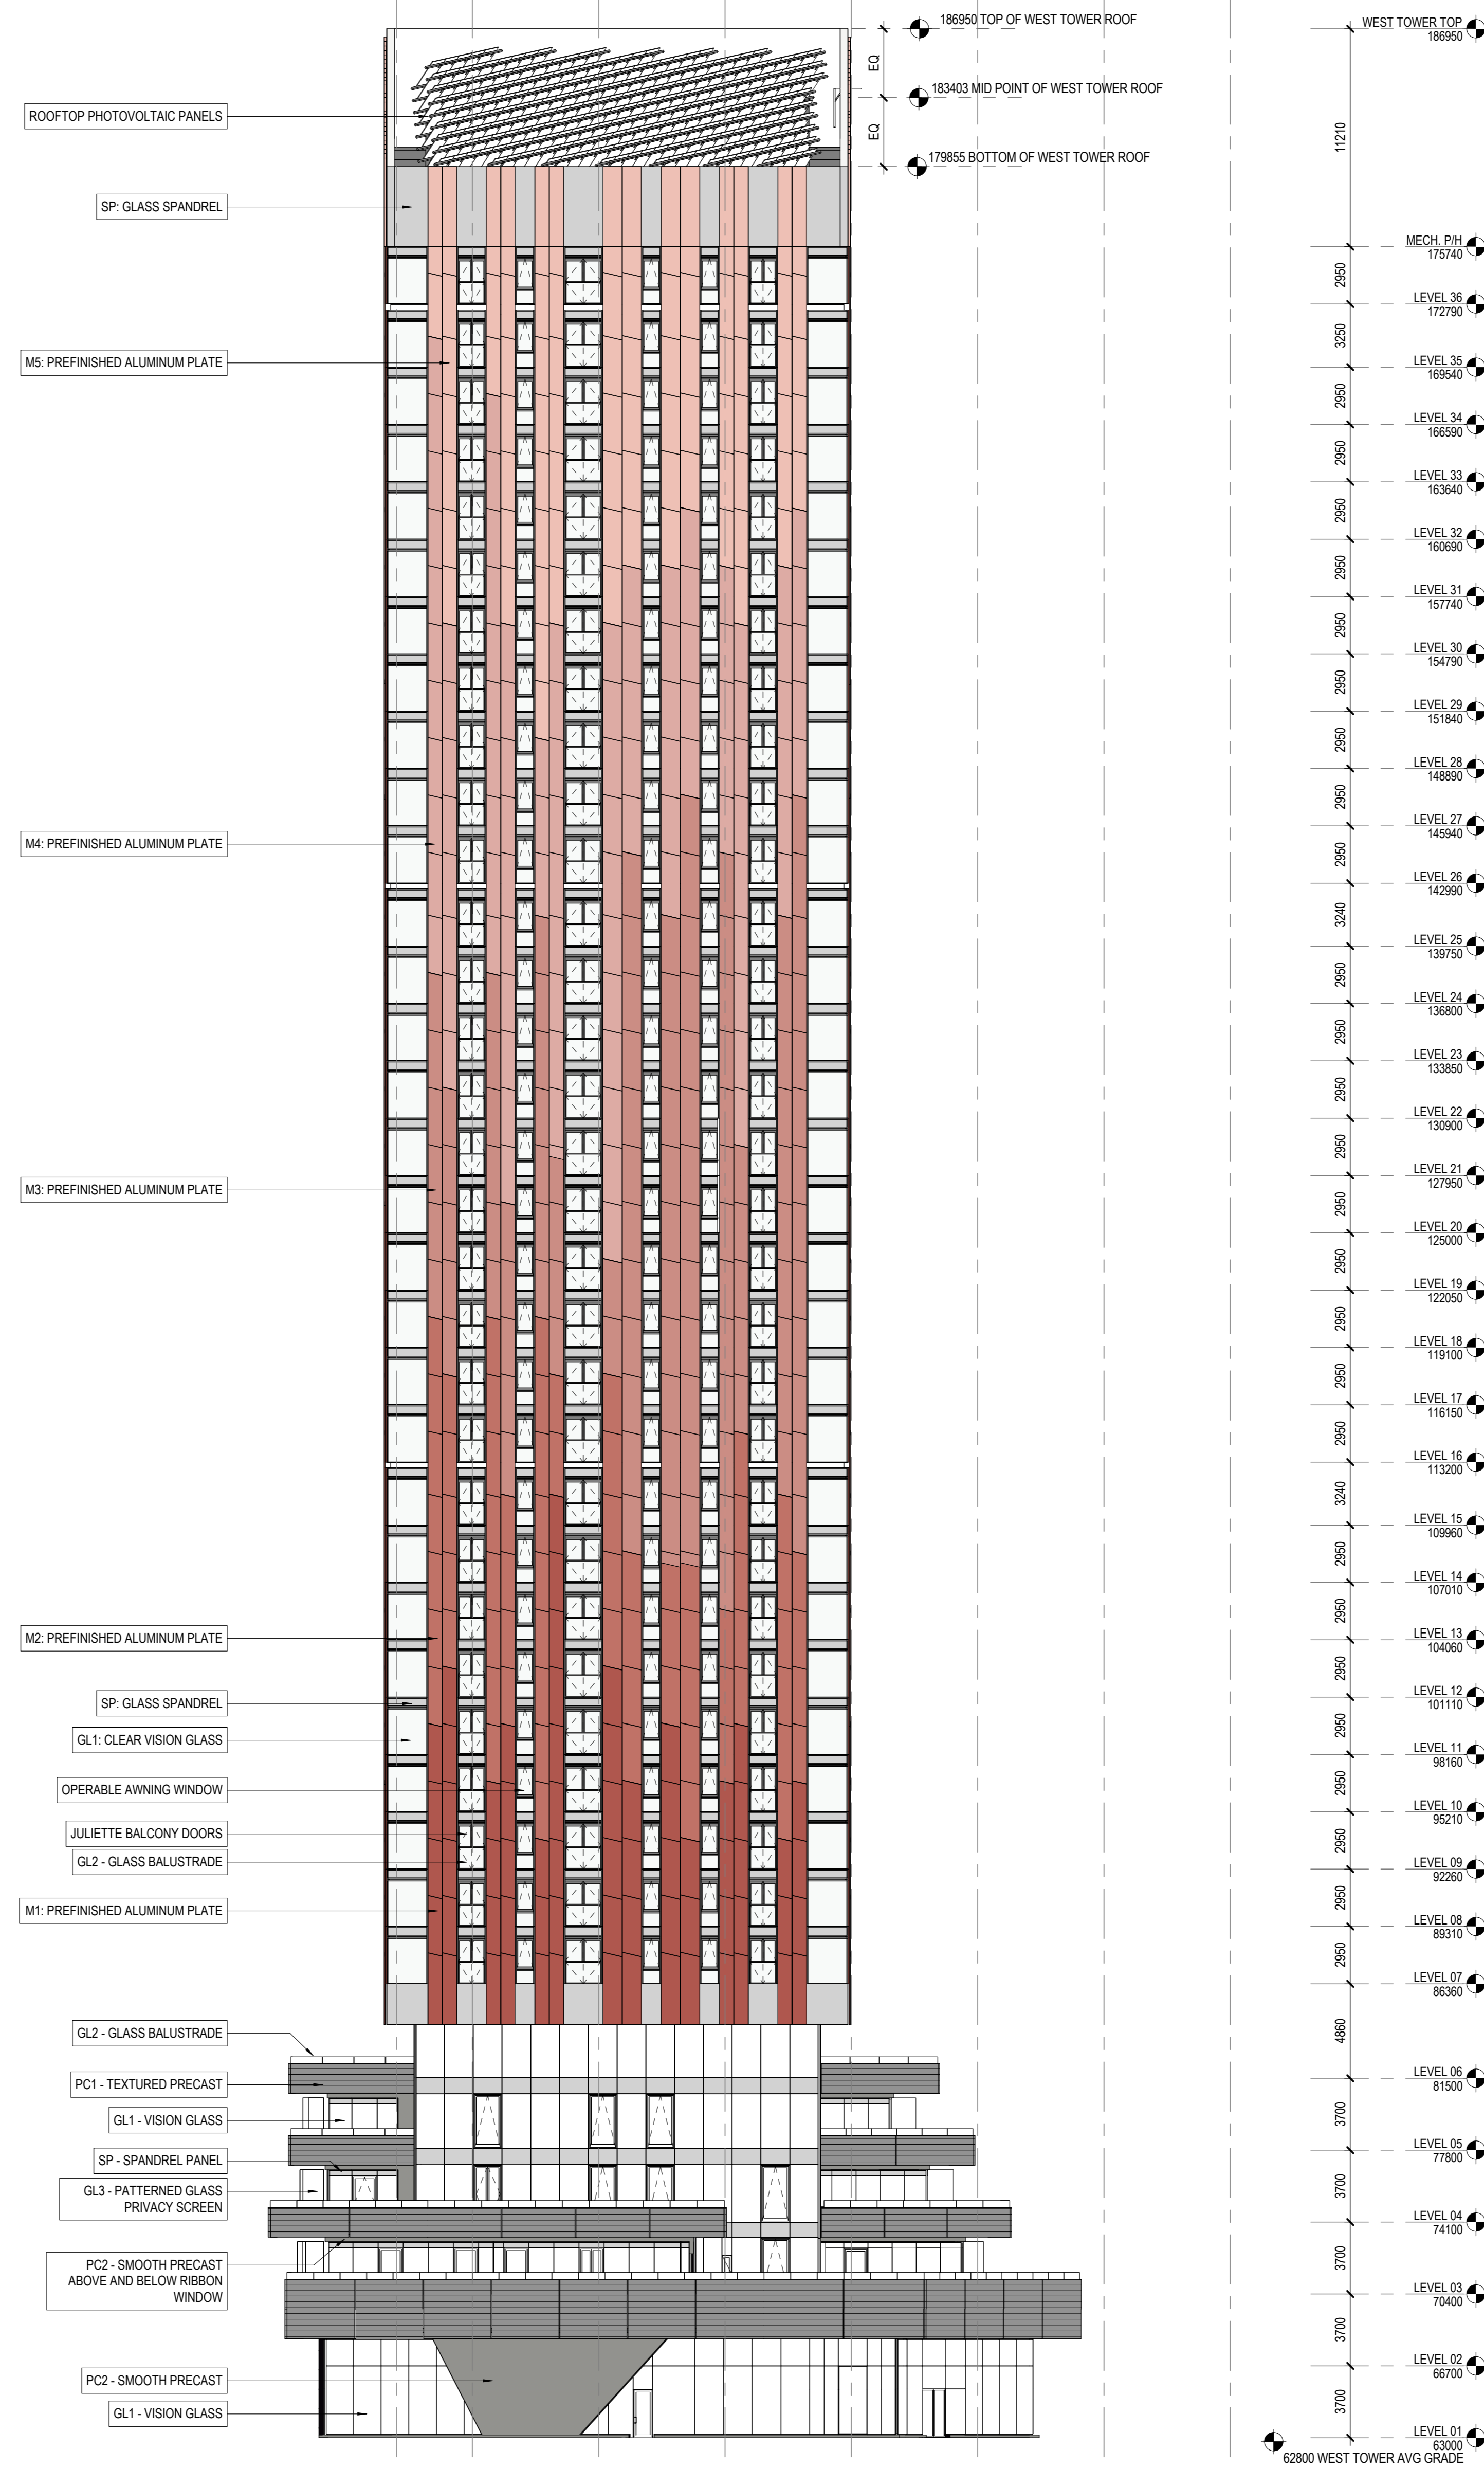 186950 TOP OF WEST TOWER ROOF
WEST TOWER TOP
186950
EQ
183403 MID POINT OF WEST TOWER ROOF
ROOFTOP PHOTOVOLTAIC PANELS
EQ
11210
179855 BOTTOM OF WEST TOWER ROOF
SP: GLASS SPANDREL
MECH. P/H
175740
2950
LEVEL 36
172790
3250
M5: PREFINISHED ALUMINUM PLATE
LEVEL 35
169540
2950
LEVEL 34
166590
2950
LEVEL 33
163640
2950
LEVEL 32
160690
2950
LEVEL 31
157740
2950
LEVEL 30
154790
2950
LEVEL 29
151840
2950
LEVEL 28
148890
2950
LEVEL 27
145940
M4: PREFINISHED ALUMINUM PLATE
2950
LEVEL 26
142990
3240
LEVEL 25
139750
2950
LEVEL 24
136800
2950
LEVEL 23
133850
2950
LEVEL 22
130900
2950
LEVEL 21
127950
M3: PREFINISHED ALUMINUM PLATE
2950
LEVEL 20
125000
2950
LEVEL 19
122050
2950
LEVEL 18
119100
2950
LEVEL 17
116150
2950
LEVEL 16
113200
3240
LEVEL 15
109960
2950
LEVEL 14
107010
2950
LEVEL 13
104060
M2: PREFINISHED ALUMINUM PLATE
2950
LEVEL 12
101110
SP: GLASS SPANDREL
2950
GL1: CLEAR VISION GLASS
LEVEL 11
98160
2950
OPERABLE AWNING WINDOW
LEVEL 10
95210
JULIETTE BALCONY DOORS
2950
GL2 - GLASS BALUSTRADE
LEVEL 09
92260
2950
M1: PREFINISHED ALUMINUM PLATE
LEVEL 08
89310
2950
LEVEL 07
86360
GL2 - GLASS BALUSTRADE
4860
LEVEL 06
81500
PC1 - TEXTURED PRECAST
3700
GL1 - VISION GLASS
LEVEL 05
77800
SP - SPANDREL PANEL
3700
GL3 - PATTERNED GLASS
PRIVACY SCREEN
LEVEL 04
74100
3700
PC2 - SMOOTH PRECAST
ABOVE AND BELOW RIBBON
WINDOW
LEVEL 03
70400
3700
LEVEL 02
66700
PC2 - SMOOTH PRECAST
3700
GL1 - VISION GLASS
LEVEL 01
63000
62800 WEST TOWER AVG GRADE